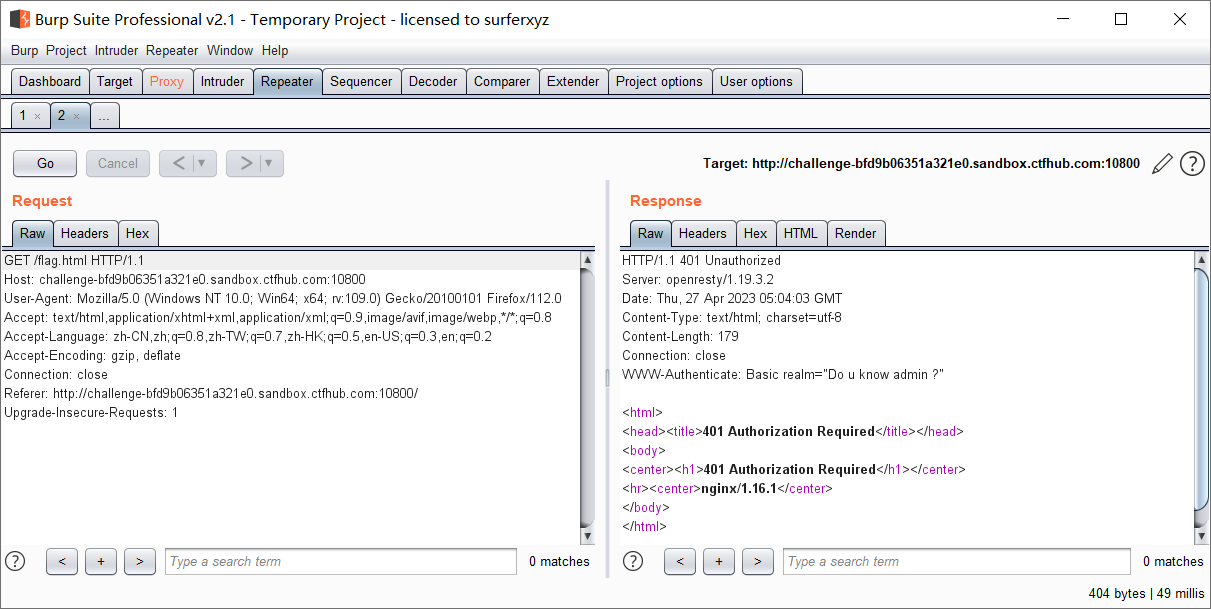 Burp Suite Professional v2.1 - Temporary Project - licensed to surferxyz
Burp Project Intruder Repeater Window Help
Dashboard Target Proxy Intruder Repeater Sequencer Decoder Comparer Extender Project options User options
1 × 2 × ...
Go Cancel < ▼ > ▼ Target: http://challenge-bfd9b06351a321e0.sandbox.ctfhub.com:10800 ?
Request
Raw Headers Hex
GET /flag.html HTTP/1.1
Host: challenge-bfd9b06351a321e0.sandbox.ctfhub.com:10800
User-Agent: Mozilla/5.0 (Windows NT 10.0; Win64; x64; rv:109.0) Gecko/20100101 Firefox/112.0
Accept: text/html,application/xhtml+xml,application/xml;q=0.9,image/avif,image/webp,*/*;q=0.8
Accept-Language: zh-CN,zh;q=0.8,zh-TW;q=0.7,zh-HK;q=0.5,en-US;q=0.3,en;q=0.2
Accept-Encoding: gzip, deflate
Connection: close
Referer: http://challenge-bfd9b06351a321e0.sandbox.ctfhub.com:10800/
Upgrade-Insecure-Requests: 1
? < + > Type a search term 0 matches
Response
Raw Headers Hex HTML Render
HTTP/1.1 401 Unauthorized
Server: openresty/1.19.3.2
Date: Thu, 27 Apr 2023 05:04:03 GMT
Content-Type: text/html; charset=utf-8
Content-Length: 179
Connection: close
WWW-Authenticate: Basic realm="Do u know admin ?"
<html>
<head><title>401 Authorization Required</title></head>
<body>
<center><h1>401 Authorization Required</h1></center>
<hr><center>nginx/1.16.1</center>
</body>
</html>
? < + > Type a search term 0 matches
404 bytes | 49 millis